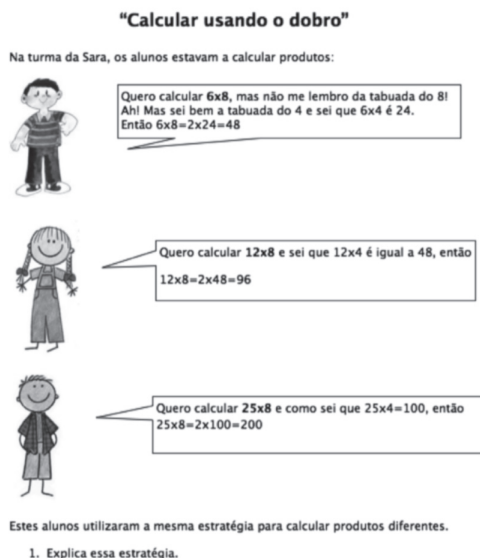 “Calcular usando o dobro”
Na turma da Sara, os alunos estavam a calcular produtos:
Quero calcular 6x8, mas não me lembro da tabuada do 8!
Ah! Mas sei bem a tabuada do 4 e sei que 6x4 é 24.
Então 6x8=2x24=48
Quero calcular 12x8 e sei que 12x4 é igual a 48, então
12x8=2x48=96
Quero calcular 25x8 e como sei que 25x4=100, então
25x8=2x100=200
Estes alunos utilizaram a mesma estratégia para calcular produtos diferentes.
1. Explica essa estratégia.